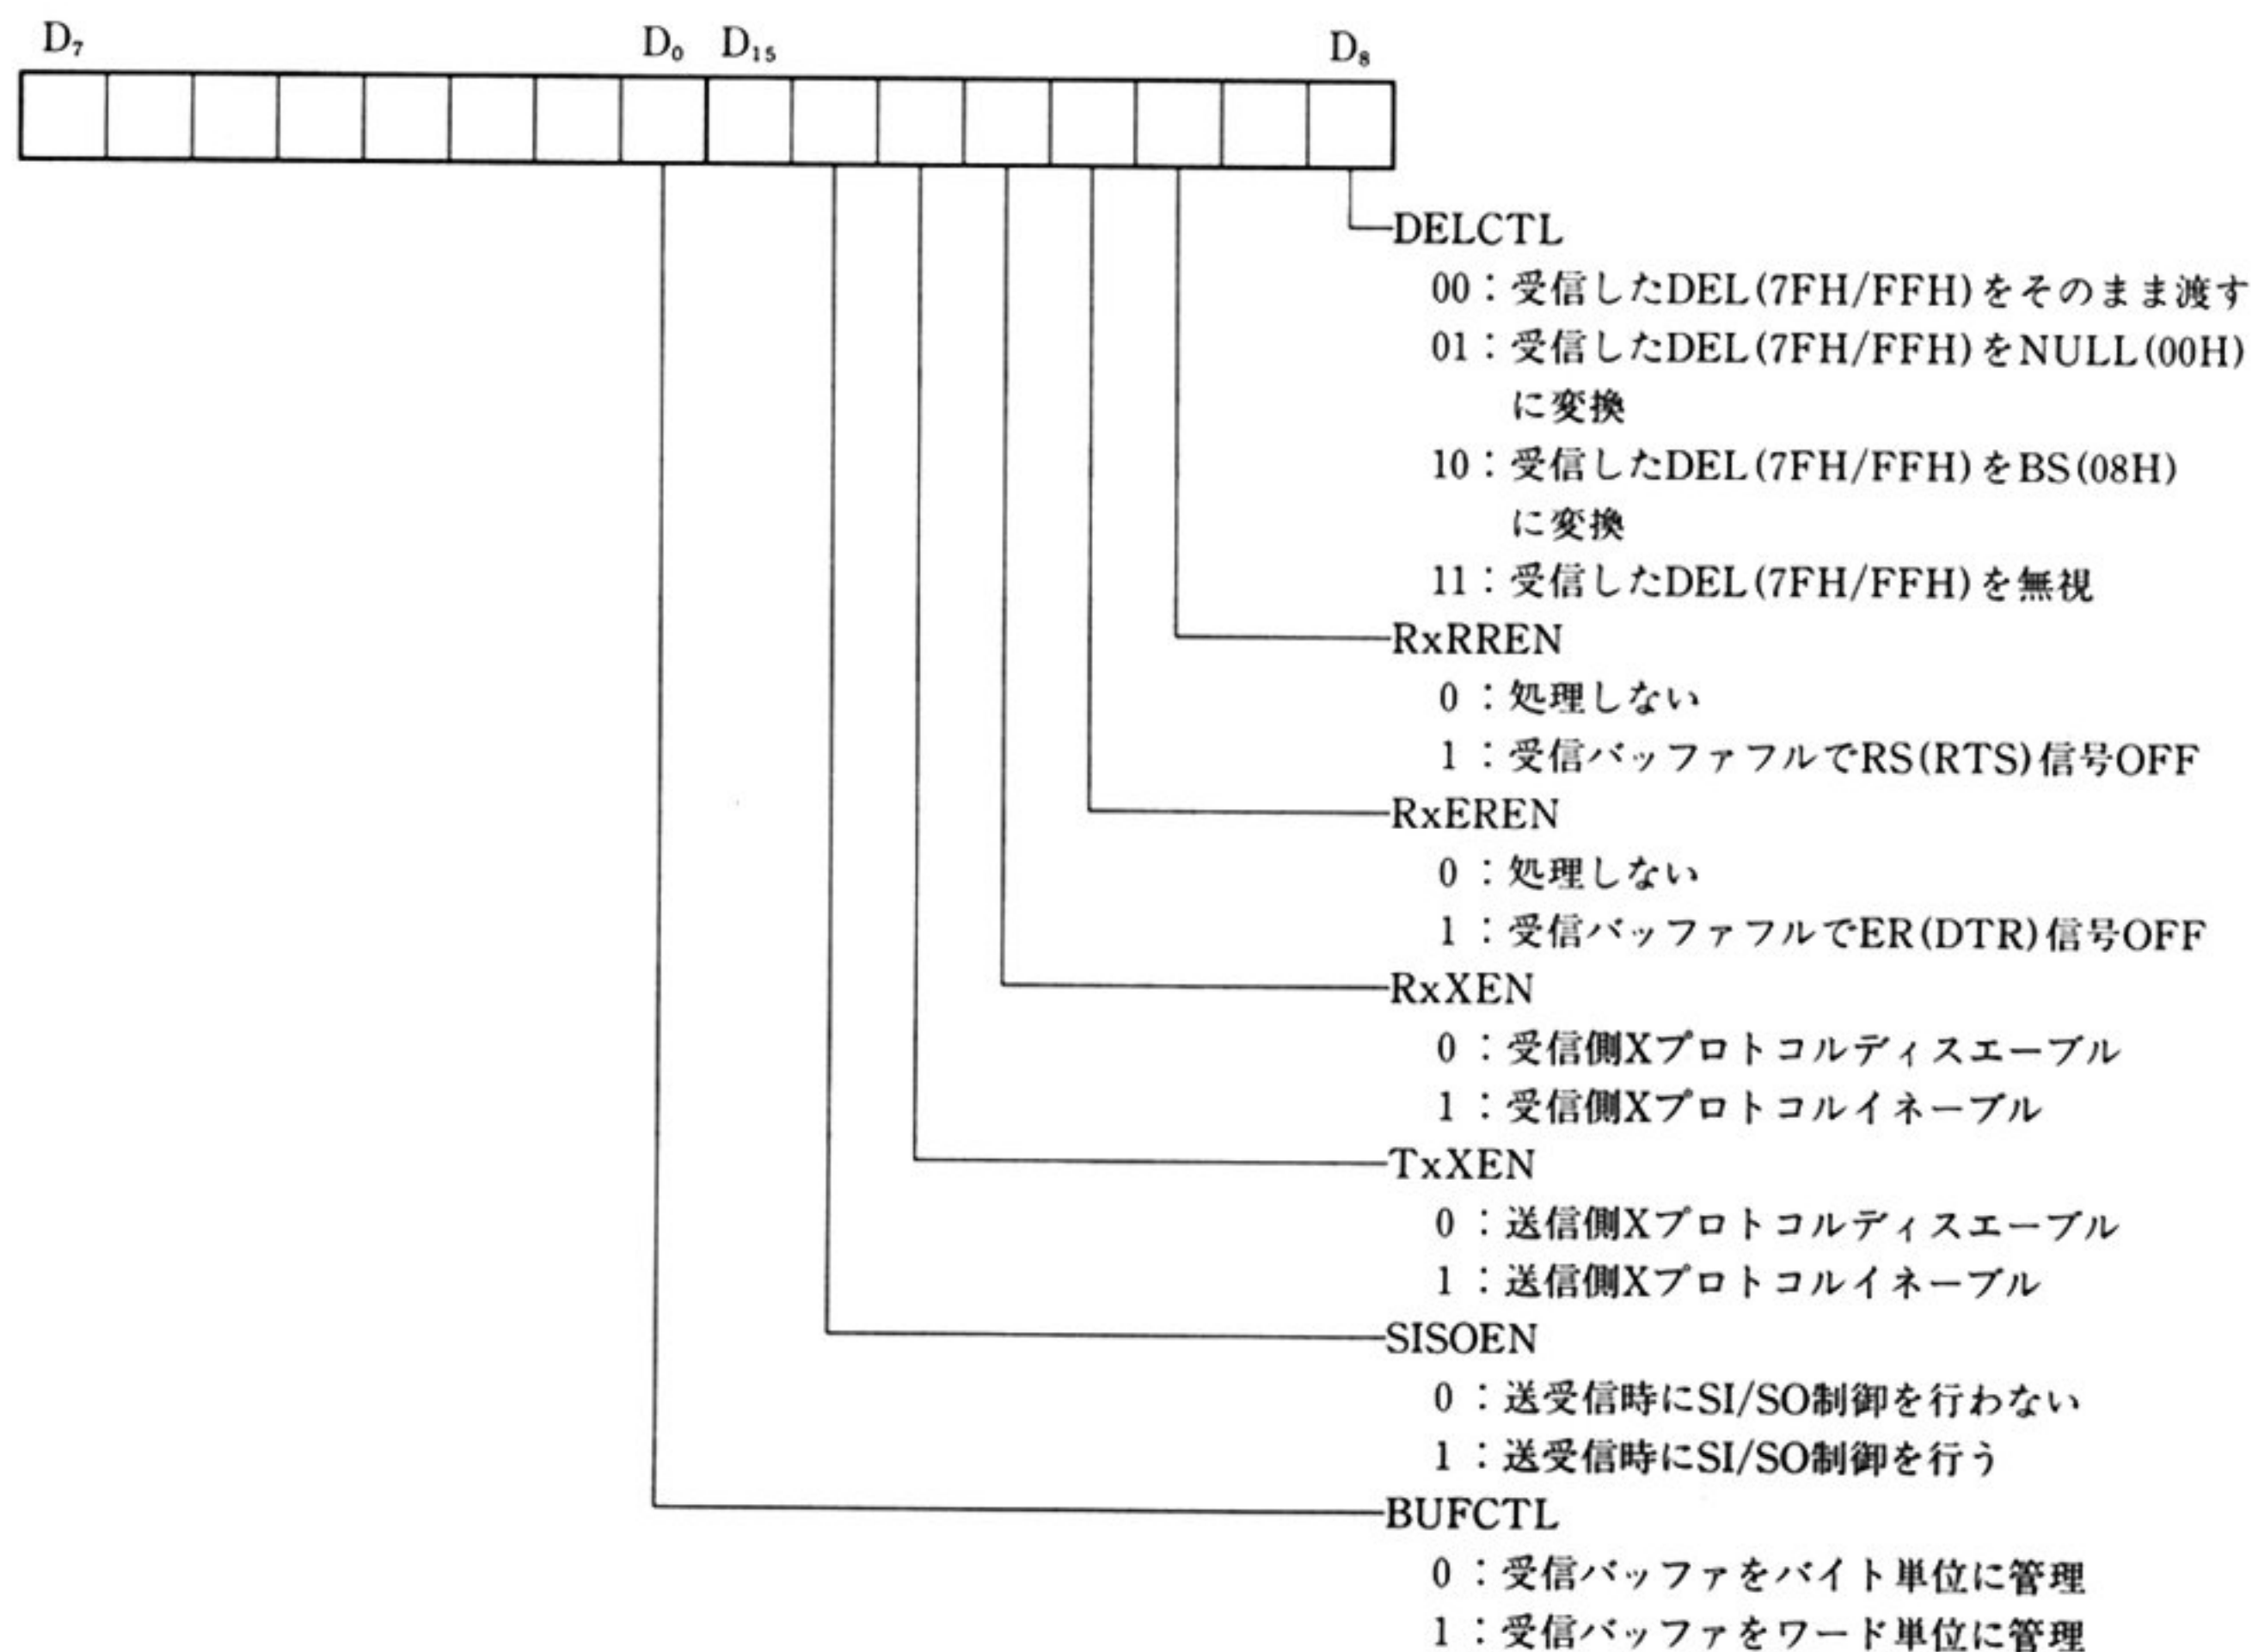 D₇ D₀ D₁₅ D₈
DELCTL
00：受信したDEL(7FH/FFH)をそのまま渡す
01：受信したDEL(7FH/FFH)をNULL(00H)
に変換
10：受信したDEL(7FH/FFH)をBS(08H)
に変換
11：受信したDEL(7FH/FFH)を無視
RxRREN
0：処理しない
1：受信バッファフルでRS(RTS)信号OFF
RxEREN
0：処理しない
1：受信バッファフルでER(DTR)信号OFF
RxXEN
0：受信側Xプロトコルディスエーブル
1：受信側Xプロトコルイネーブル
TxXEN
0：送信側Xプロトコルディスエーブル
1：送信側Xプロトコルイネーブル
SISOEN
0：送受信時にSI/SO制御を行わない
1：送受信時にSI/SO制御を行う
BUFCTL
0：受信バッファをバイト単位に管理
1：受信バッファをワード単位に管理